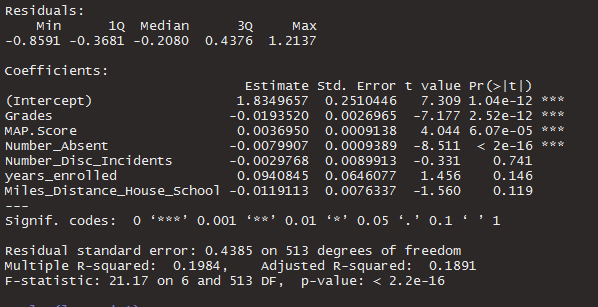 Residuals:
    Min      1Q  Median      3Q     Max
-0.8591 -0.3681 -0.2080  0.4376  1.2137

Coefficients:
                              Estimate Std. Error t value Pr(>|t|)
(Intercept)                  1.8349657  0.2510446   7.309 1.04e-12 ***
Grades                      -0.0193520  0.0026965  -7.177 2.52e-12 ***
MAP.Score                    0.0036950  0.0009138   4.044 6.07e-05 ***
Number_Absent               -0.0079907  0.0009389  -8.511  < 2e-16 ***
Number_Disc_Incidents       -0.0029768  0.0089913  -0.331    0.741
years_enrolled               0.0940845  0.0646077   1.456    0.146
Miles_Distance_House_School -0.0119113  0.0076337  -1.560    0.119
---
Signif. codes:  0 ‘***’ 0.001 ‘**’ 0.01 ‘*’ 0.05 ‘.’ 0.1 ‘ ’ 1

Residual standard error: 0.4385 on 513 degrees of freedom
Multiple R-squared:  0.1984,    Adjusted R-squared:  0.1891
F-statistic: 21.17 on 6 and 513 DF,  p-value: < 2.2e-16